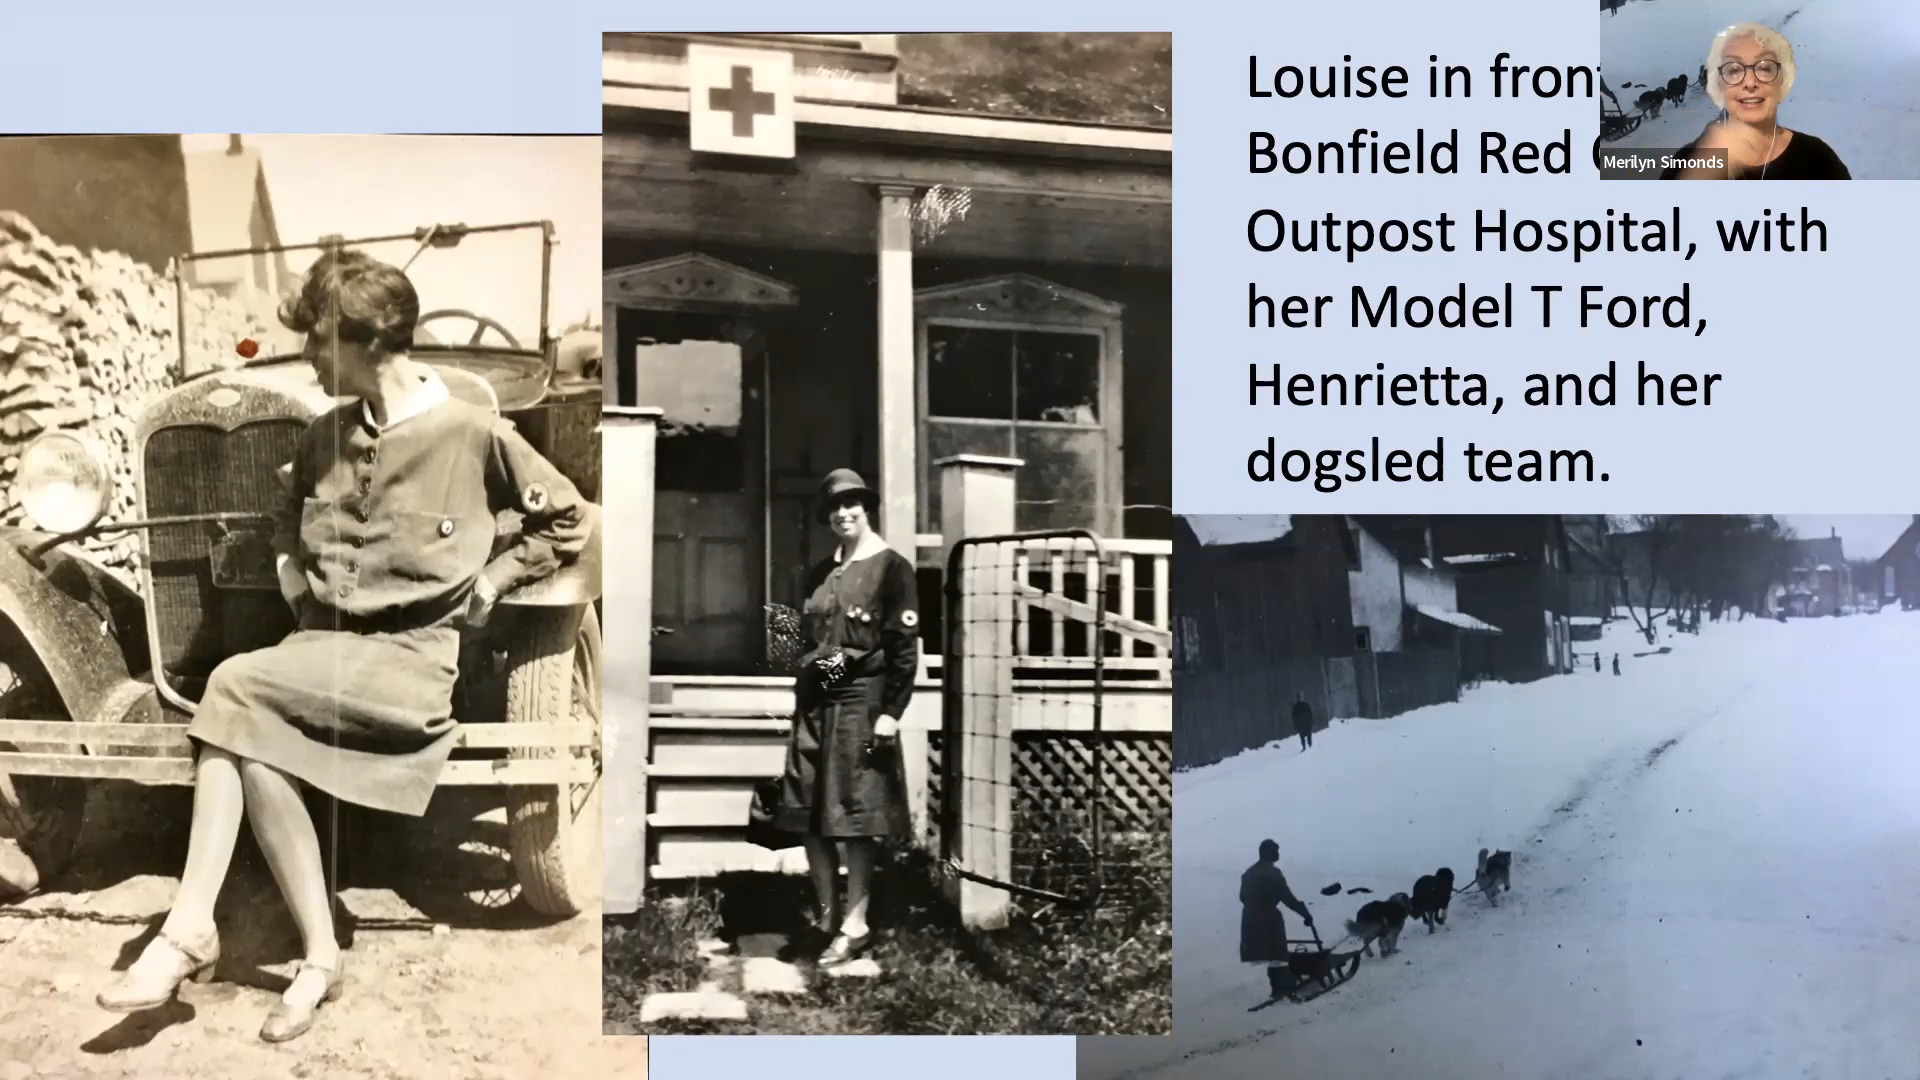 Louise in fron
Bonfield Red
Outpost Hospital, with
her Model T Ford,
Henrietta, and her
dogsled team.
Merilyn Simonds